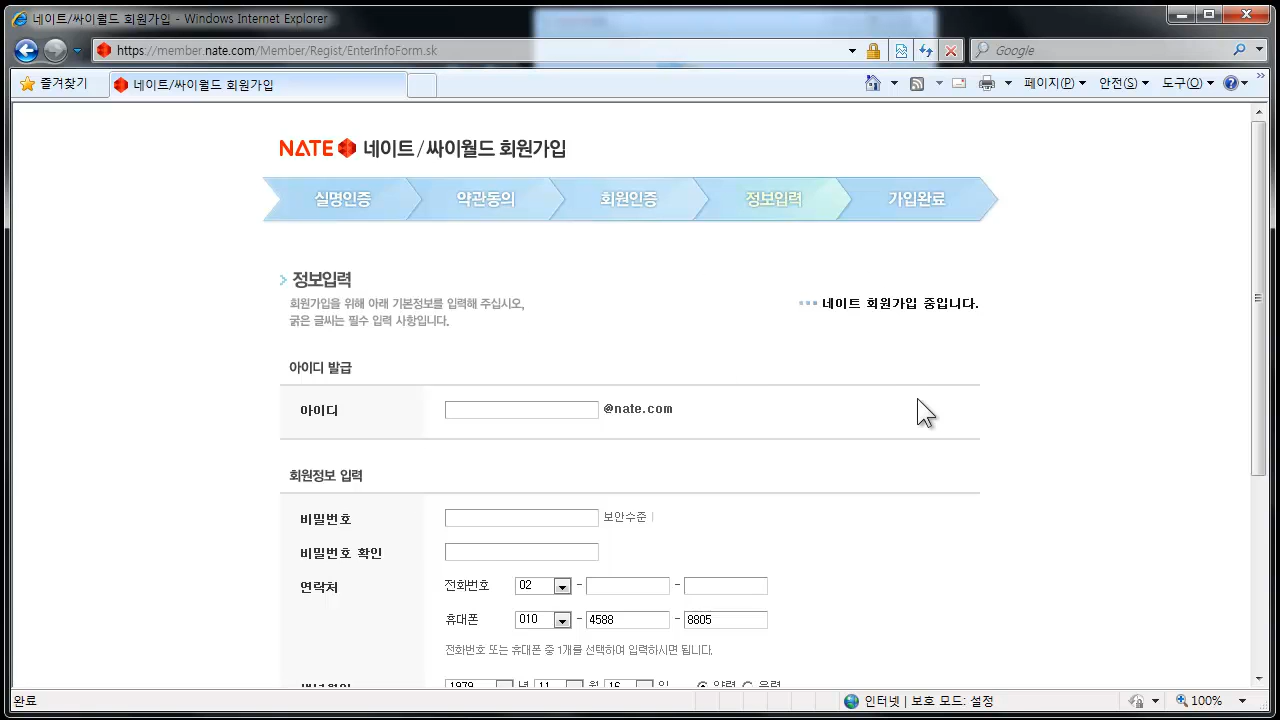 네이트/싸이월드 회원가입 - Windows Internet Explorer
https://member.nate.com/Member/Regist/EnterInfoForm.sk
Google
즐겨찾기
네이트/싸이월드 회원가입
페이지(P)
안전(S)
도구(O)
NATE 네이트/싸이월드 회원가입
실명인증
약관동의
회원인증
정보입력
가입완료
정보입력
회원가입을 위해 아래 기본정보를 입력해 주십시오,
굵은 글씨는 필수 입력 사항입니다.
네이트 회원가입 중입니다.
아이디 발급
아이디
@nate.com
회원정보 입력
비밀번호
보안수준
비밀번호 확인
연락처
전화번호 02 - -
휴대폰 010 - 4588 - 8805
전화번호 또는 휴대폰 중 1개를 선택하여 입력하시면 됩니다.
생년월일 1979 년 11 월 16 일 양력 음력
완료
인터넷 | 보호 모드: 설정
100%